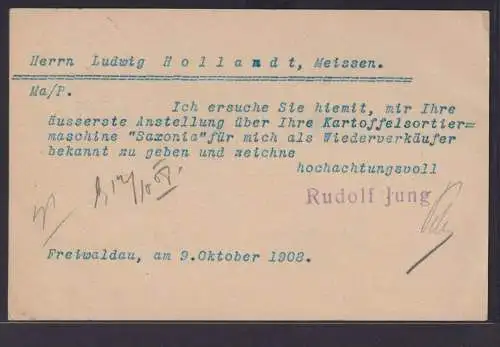 Herrn Ludwig Hollandt, Meissen.
Ma/P.
Ich ersuche Sie hiemit, mir Ihre
äusserste Anstellung über Ihre Kartoffelsortier=
maschine "Saxonia" für mich als Wiederverkäufer
bekannt zu geben und zeichne
hochachtungsvoll
Rudolf Jung
Freiwaldau, am 9.Oktober 1908.